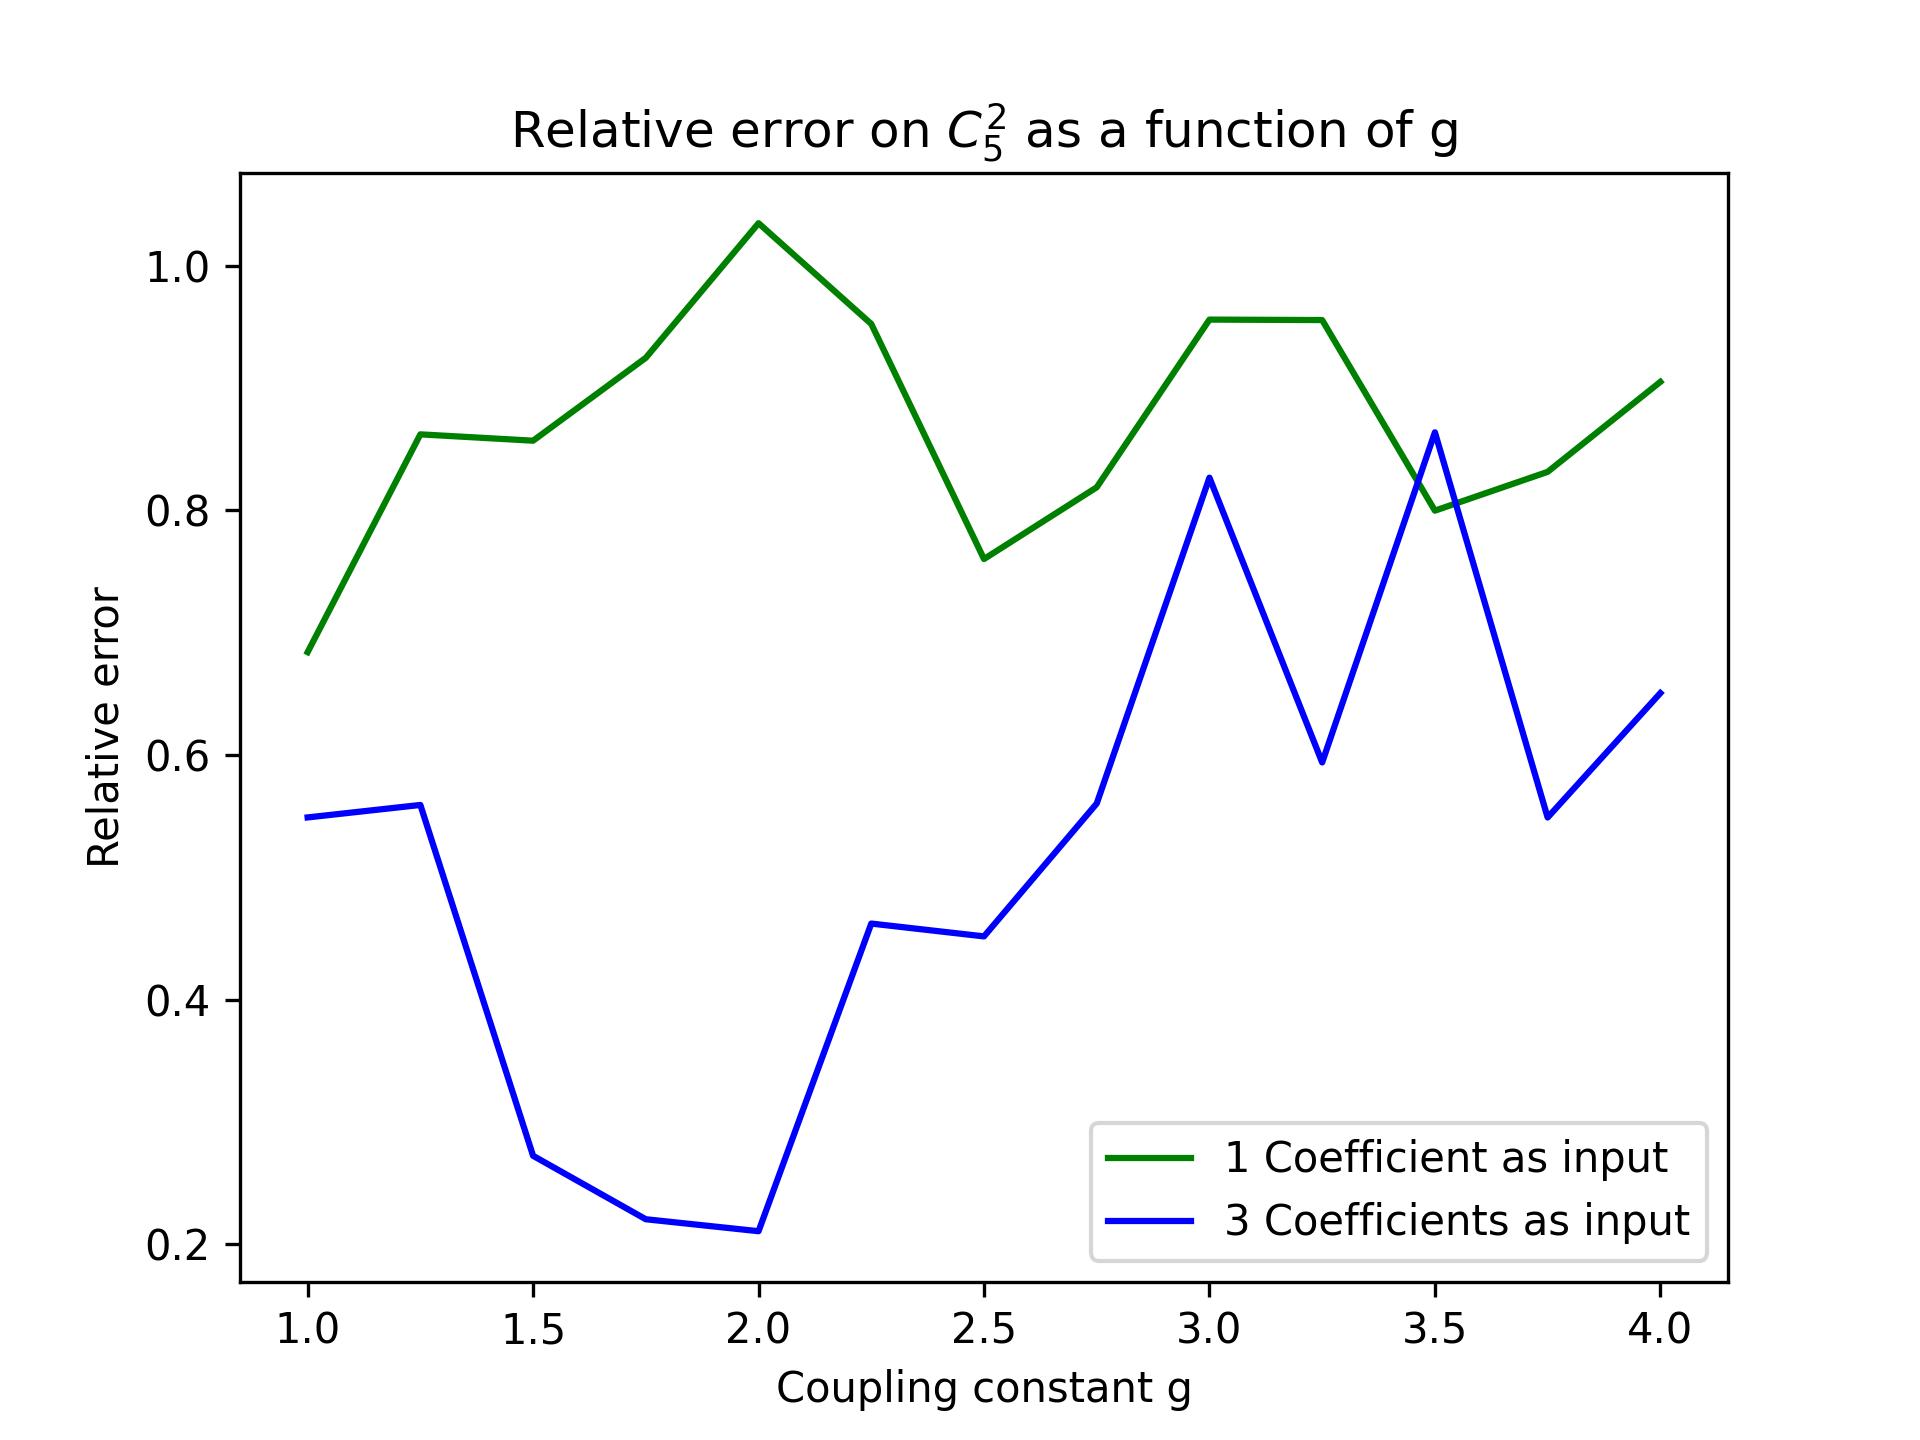 Relative error on $C_5^2$ as a function of g
Relative error
1.0
0.8
0.6
0.4
0.2
1 Coefficient as input
3 Coefficients as input
1.0 1.5 2.0 2.5 3.0 3.5 4.0
Coupling constant g